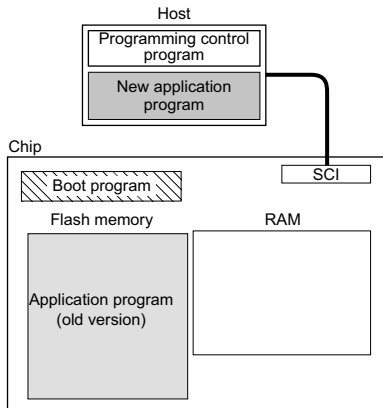 Host
Programming control
program
New application
program
Chip
SCI
Boot program
Flash memory
RAM
Application program
(old version)